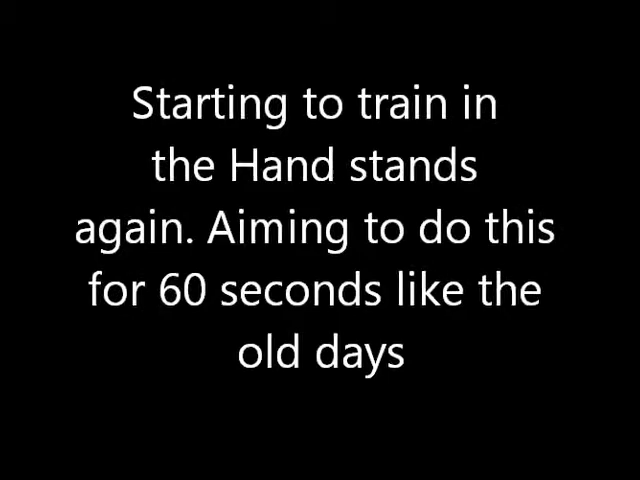 Starting to train in
the Hand stands
again. Aiming to do this
for 60 seconds like the
old days